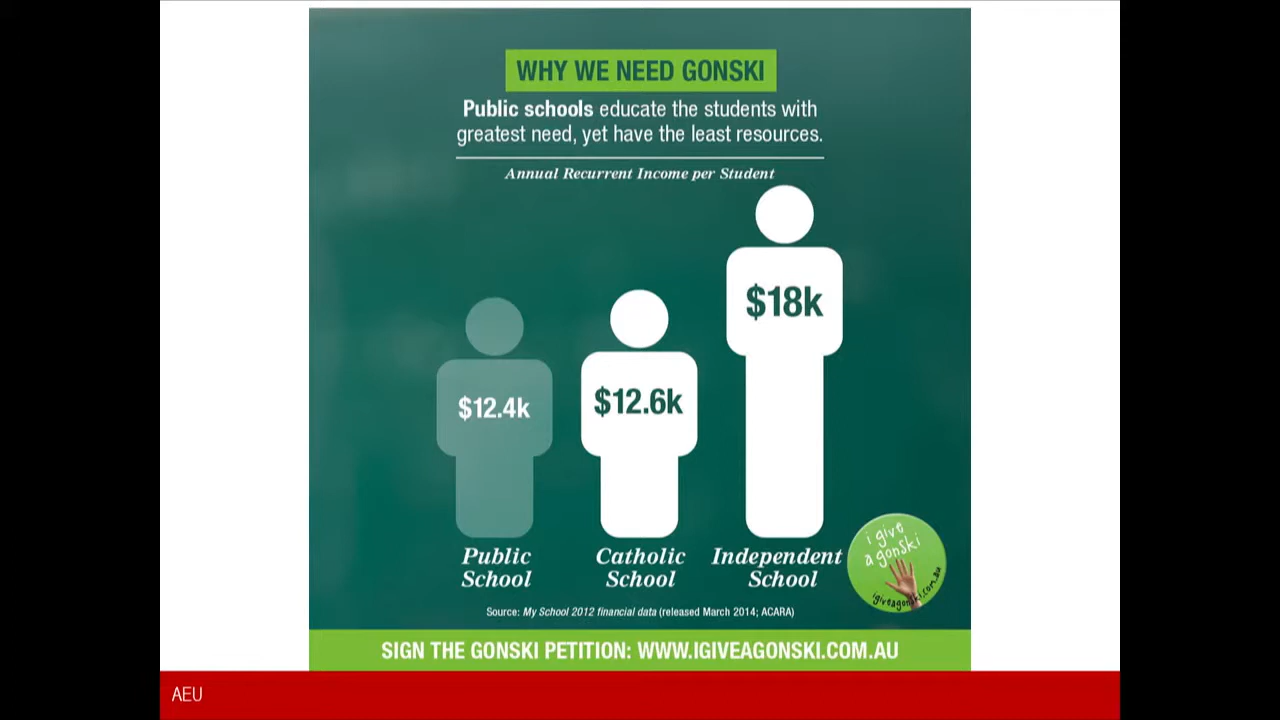 WHY WE NEED GONSKI
Public schools educate the students with
greatest need, yet have the least resources.
Annual Recurrent Income per Student
$18k
$12.4k
$12.6k
Public
School
Catholic
School
Independent
School
i give
a gonski
igiveagonski.com.au
Source: My School 2012 financial data (released March 2014; ACARA)
SIGN THE GONSKI PETITION: WWW.IGIVEAGONSKI.COM.AU
AEU